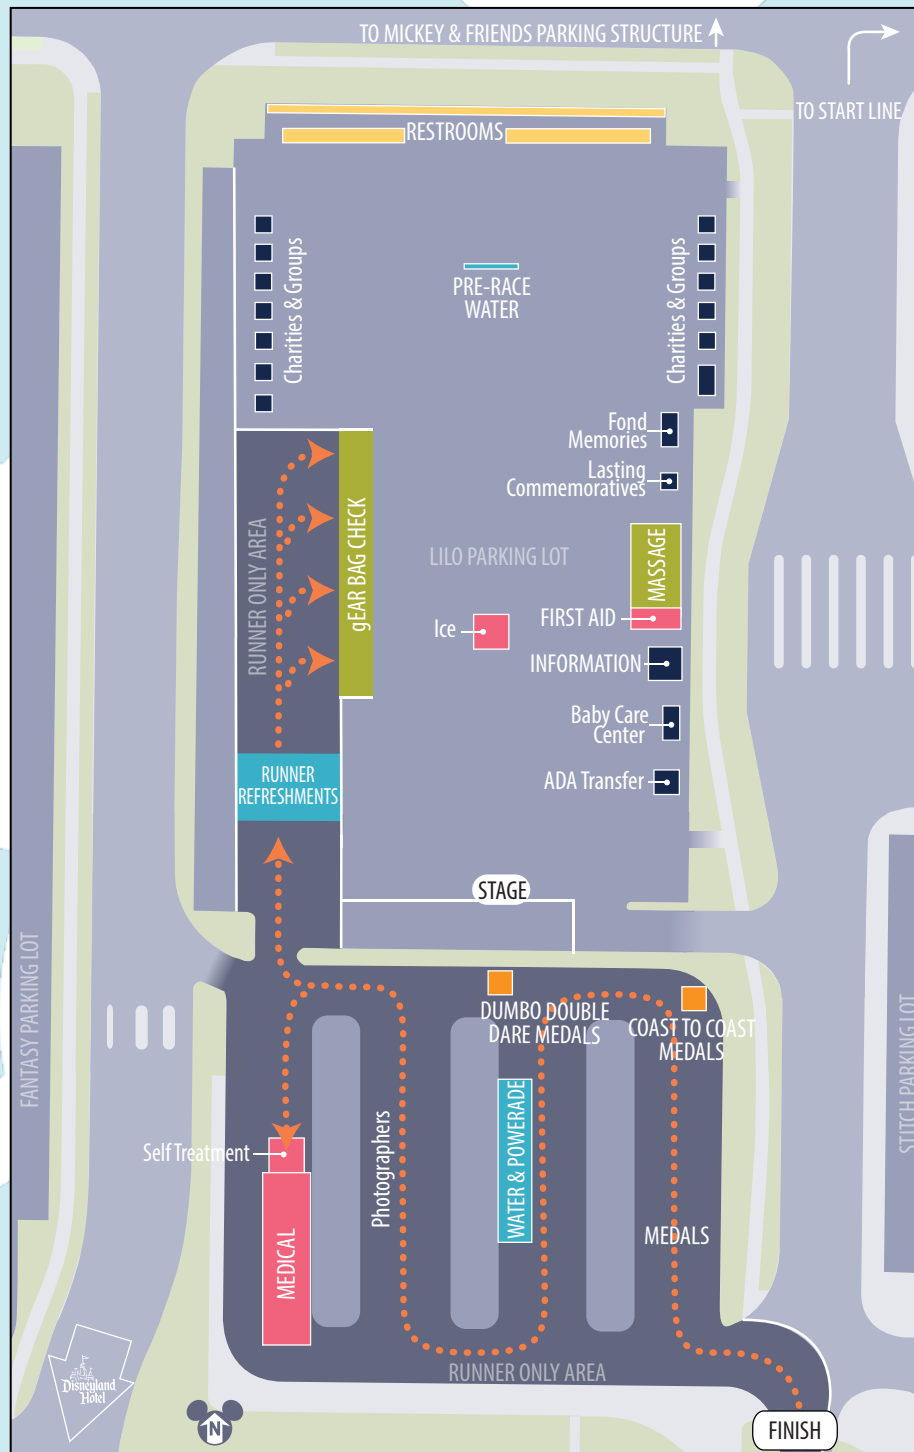 TO MICKEY & FRIENDS PARKING STRUCTURE
TO START LINE
RESTROOMS
Charities & Groups
PRE-RACE
WATER
Charities & Groups
Fond
Memories
Lasting
Commemoratives
RUNNER ONLY AREA
gEAR BAG CHECK
LILO PARKING LOT
MASSAGE
Ice
FIRST AID
INFORMATION
Baby Care
Center
RUNNER
REFRESHMENTS
ADA Transfer
STAGE
FANTASY PARKING LOT
DUMBO DOUBLE
DARE MEDALS
COAST TO COAST
MEDALS
STITCH PARKING LOT
Self Treatment
Photographers
WATER & POWERADE
MEDICAL
MEDALS
RUNNER ONLY AREA
Disneyland
Hotel
N
FINISH